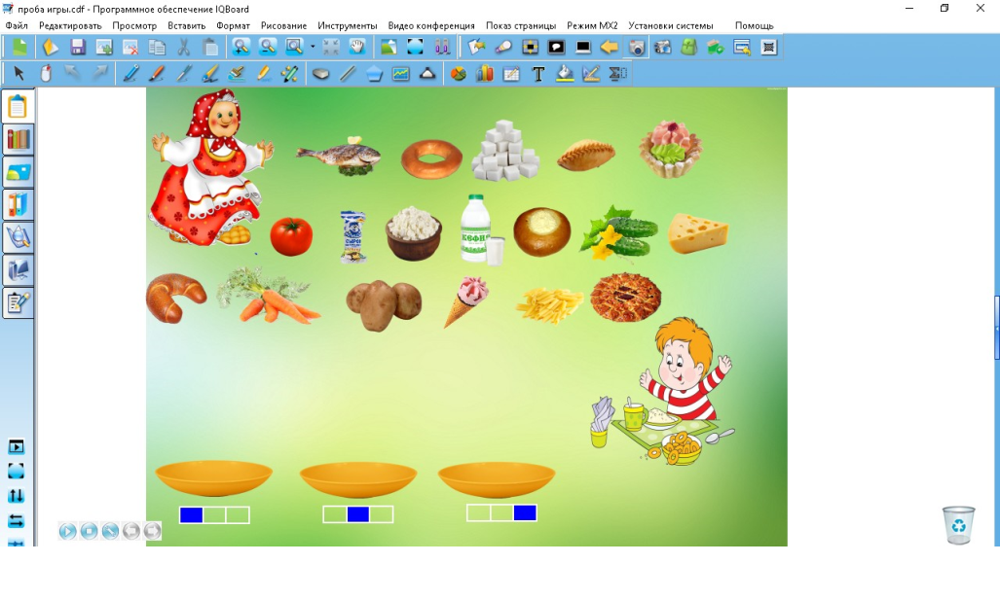 проба игры.cdf - Программное обеспечение IQBoard
Файл Редактировать Просмотр Вставить Формат Рисование Инструменты Видео конференция Показ страницы Режим MX2 Установки системы Помощь
КЕФИР